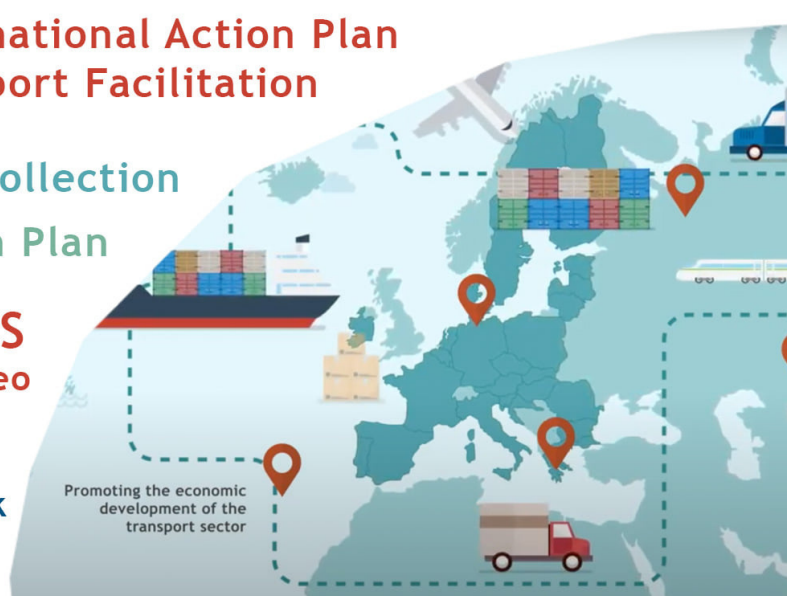 national Action Plan
port Facilitation
ollection
n Plan
S
eo
k
Promoting the economic
development of the
transport sector